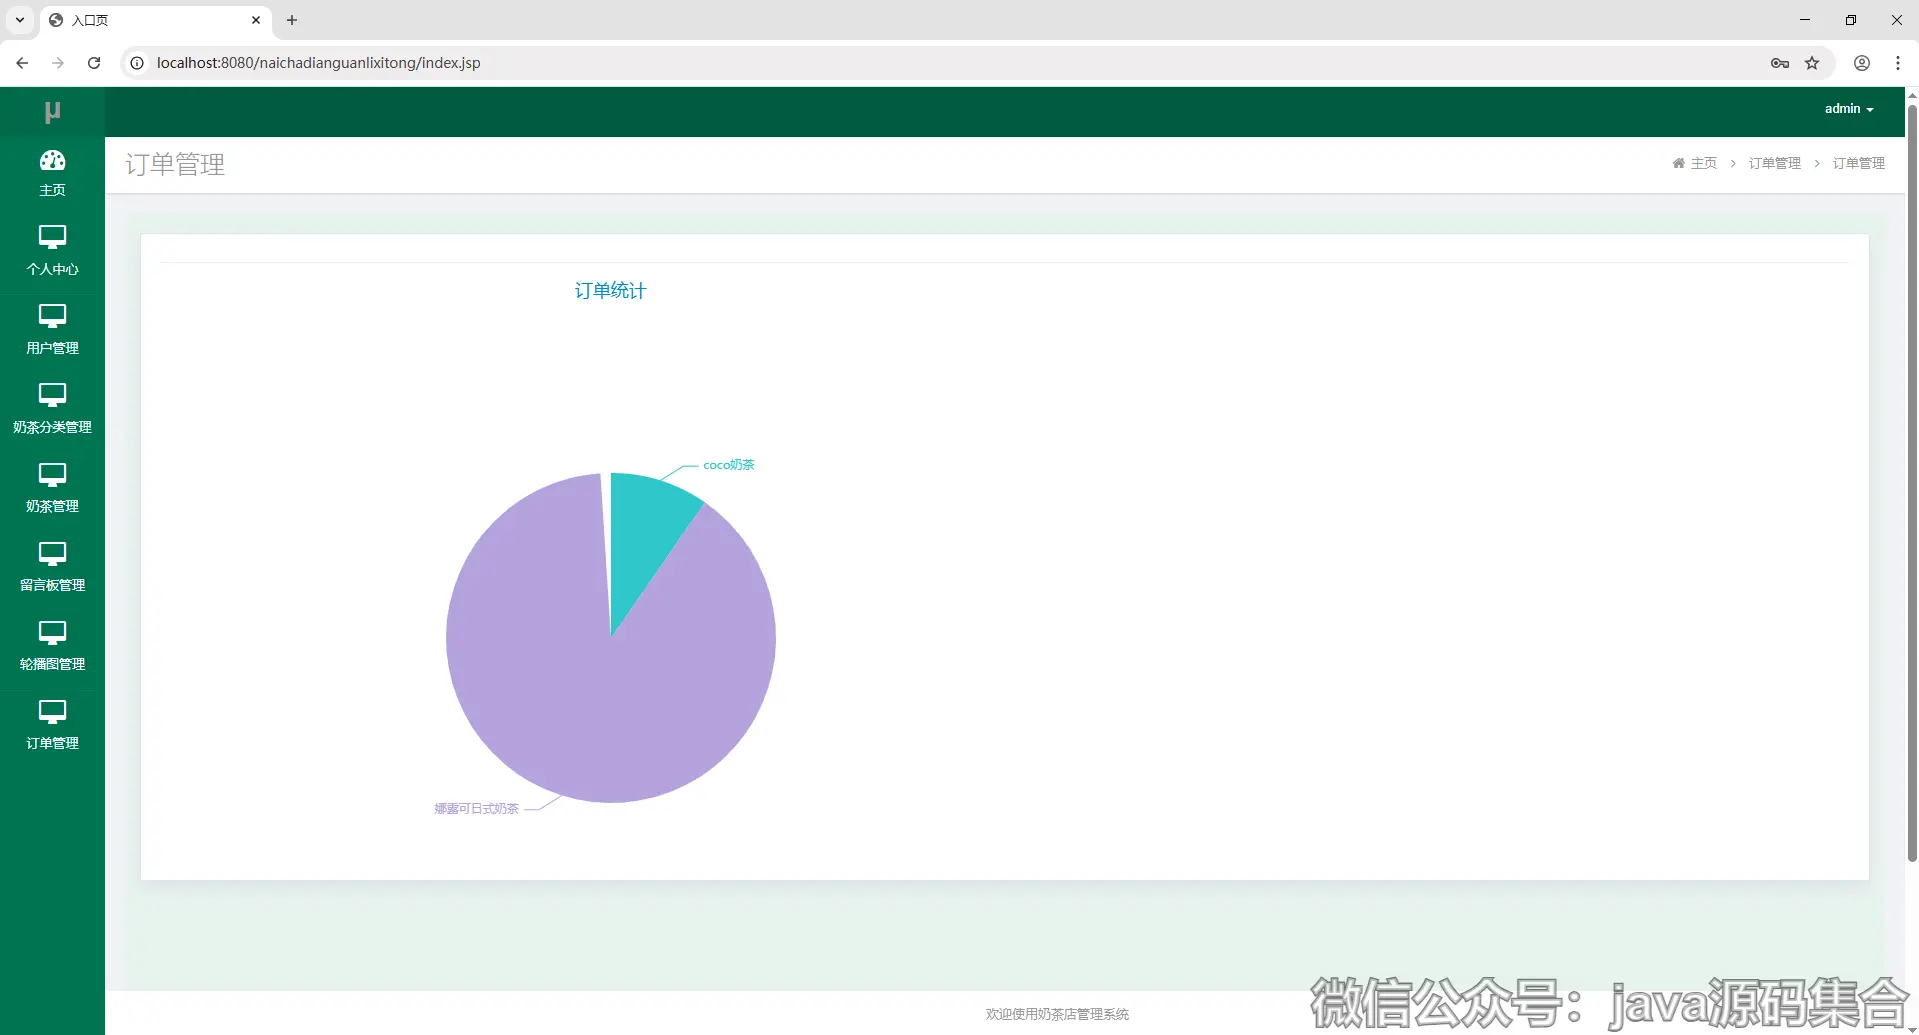 入口页
localhost:8080/naichadianguanlixitong/index.jsp
μ
admin
主页
个人中心
用户管理
奶茶分类管理
奶茶管理
留言板管理
轮播图管理
订单管理
订单管理
主页 > 订单管理 > 订单管理
订单统计
coco奶茶
娜露可日式奶茶
欢迎使用奶茶店管理系统
微信公众号：java源码集合